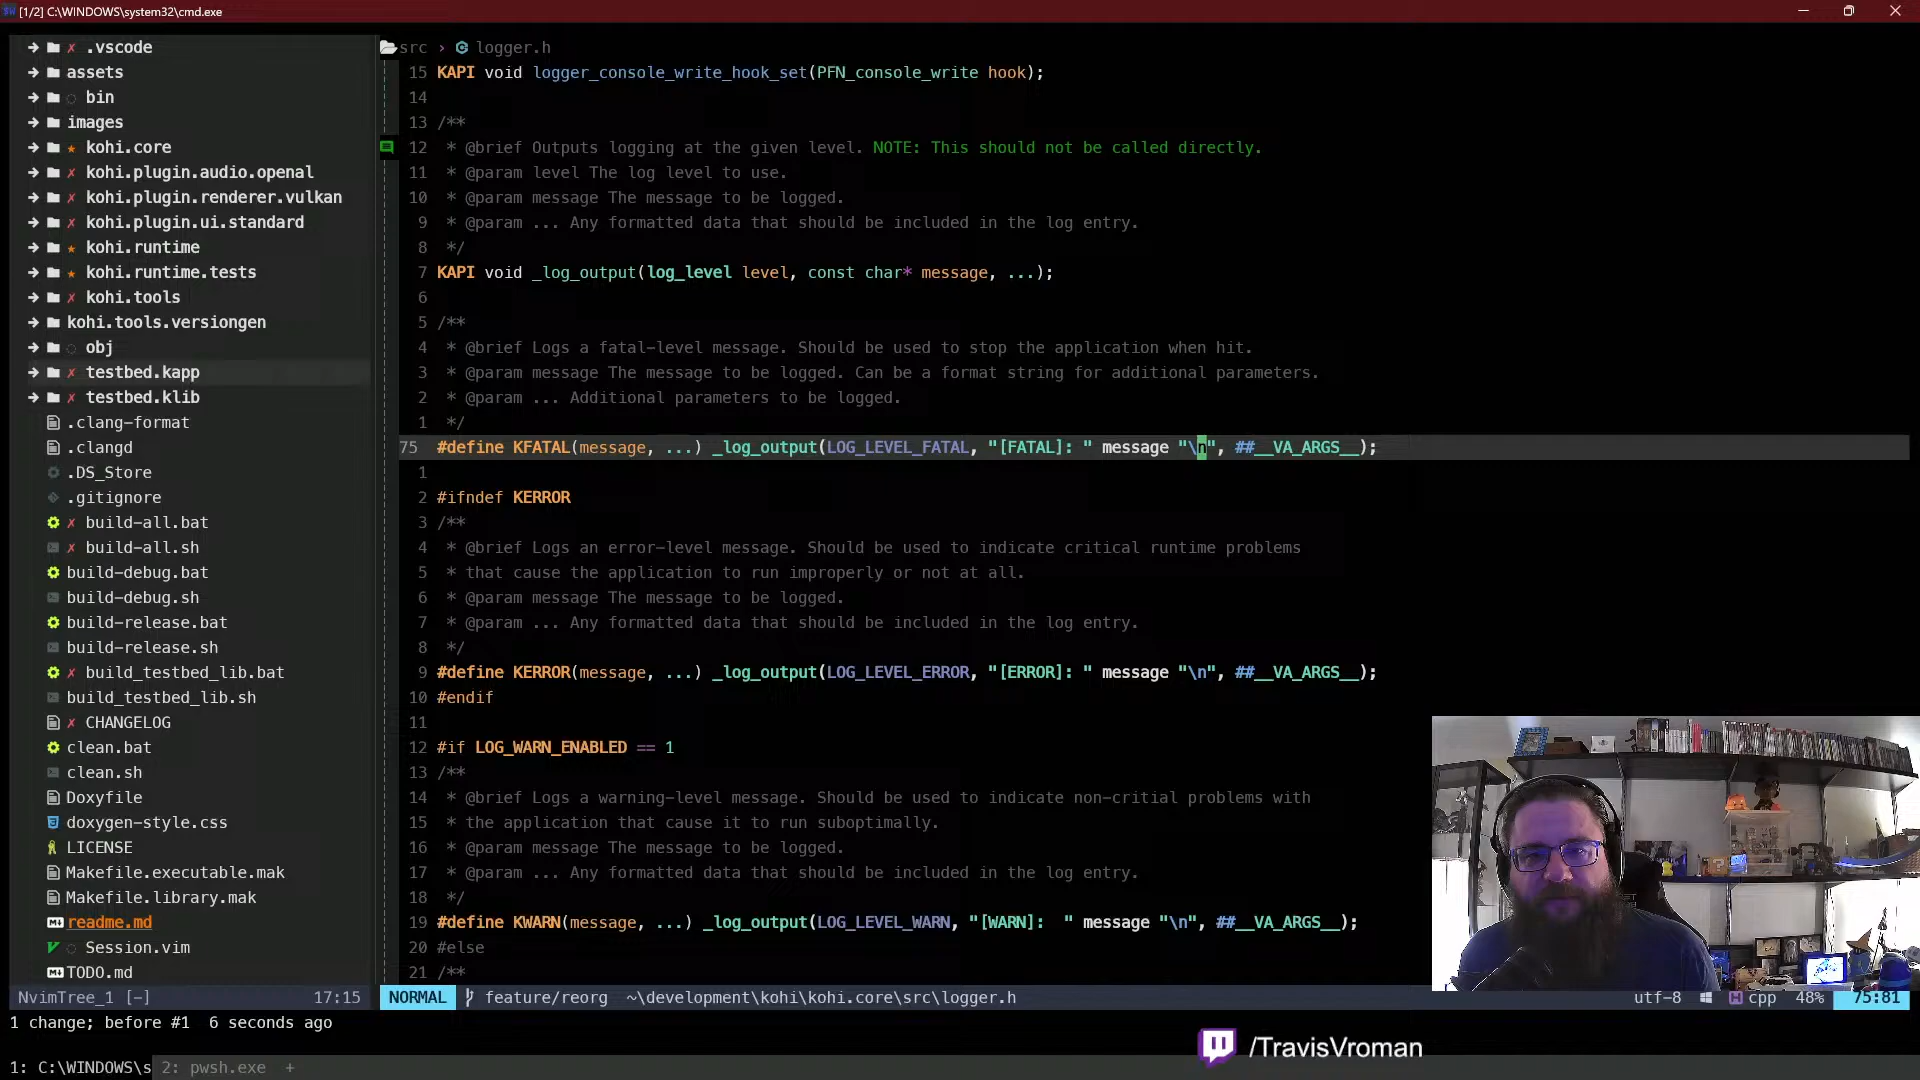 [1/2] C:\WINDOWS\system32\cmd.exe
.vscode
assets
bin
images
kohi.core
kohi.plugin.audio.openal
kohi.plugin.renderer.vulkan
kohi.plugin.ui.standard
kohi.runtime
kohi.runtime.tests
kohi.tools
kohi.tools.versiongen
obj
testbed.kapp
testbed.klib
.clang-format
.clangd
.DS_Store
.gitignore
build-all.bat
build-all.sh
build-debug.bat
build-debug.sh
build-release.bat
build-release.sh
build_testbed_lib.bat
build_testbed_lib.sh
CHANGELOG
clean.bat
clean.sh
Doxyfile
doxygen-style.css
LICENSE
Makefile.executable.mak
Makefile.library.mak
readme.md
Session.vim
TODO.md
NvimTree_1 [-] 17:15
src › logger.h
15 KAPI void logger_console_write_hook_set(PFN_console_write hook);
14
13 /**
12 * @brief Outputs logging at the given level. NOTE: This should not be called directly.
11 * @param level The log level to use.
10 * @param message The message to be logged.
9 * @param ... Any formatted data that should be included in the log entry.
8 */
7 KAPI void _log_output(log_level level, const char* message, ...);
6
5 /**
4 * @brief Logs a fatal-level message. Should be used to stop the application when hit.
3 * @param message The message to be logged. Can be a format string for additional parameters.
2 * @param ... Additional parameters to be logged.
1 */
75 #define KFATAL(message, ...) _log_output(LOG_LEVEL_FATAL, "[FATAL]: " message "\n", ##__VA_ARGS__);
1
2 #ifndef KERROR
3 /**
4 * @brief Logs an error-level message. Should be used to indicate critical runtime problems
5 * that cause the application to run improperly or not at all.
6 * @param message The message to be logged.
7 * @param ... Any formatted data that should be included in the log entry.
8 */
9 #define KERROR(message, ...) _log_output(LOG_LEVEL_ERROR, "[ERROR]: " message "\n", ##__VA_ARGS__);
10 #endif
11
12 #if LOG_WARN_ENABLED == 1
13 /**
14 * @brief Logs a warning-level message. Should be used to indicate non-critial problems with
15 * the application that cause it to run suboptimally.
16 * @param message The message to be logged.
17 * @param ... Any formatted data that should be included in the log entry.
18 */
19 #define KWARN(message, ...) _log_output(LOG_LEVEL_WARN, "[WARN]:  " message "\n", ##__VA_ARGS__);
20 #else
21 /**
NORMAL feature/reorg ~\development\kohi\kohi.core\src\logger.h utf-8 cpp 48% 75:81
1 change; before #1 6 seconds ago
/TravisVroman
1: C:\WINDOWS\s 2: pwsh.exe +